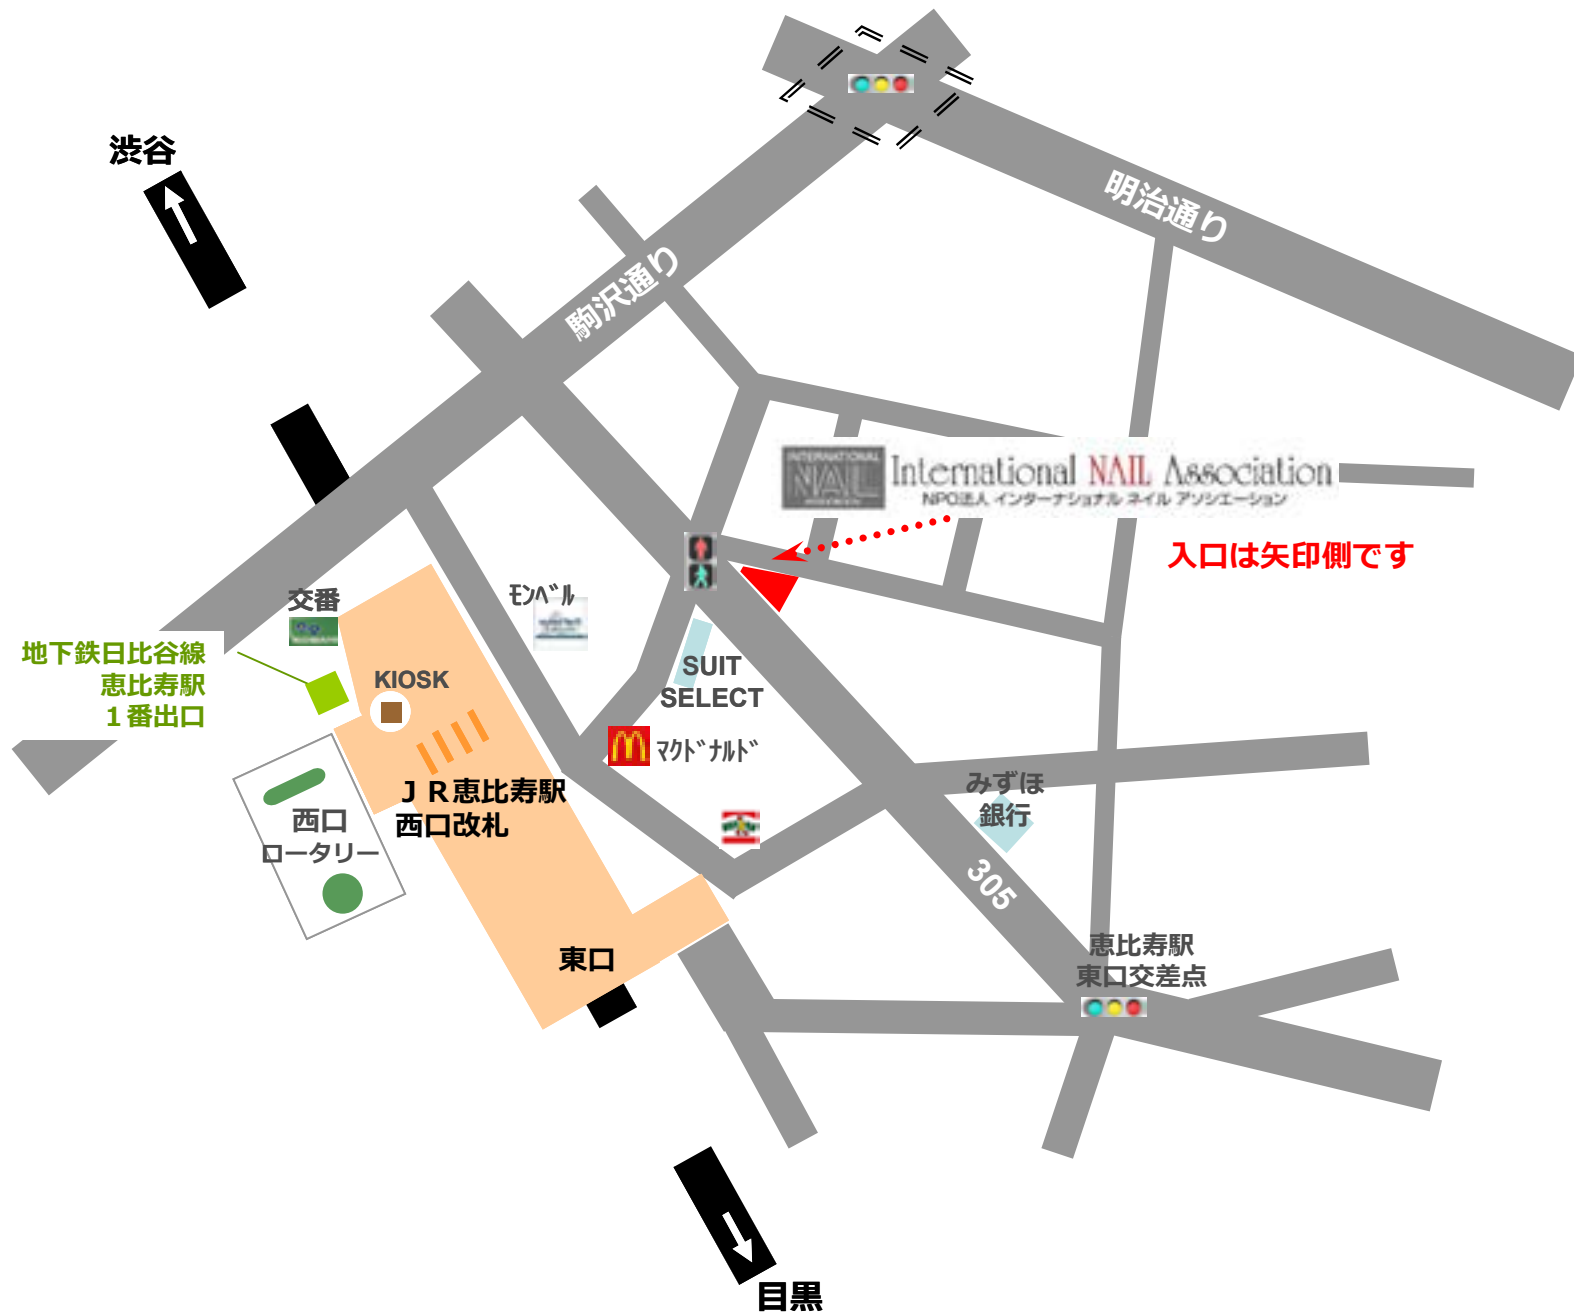 渋谷
明治通り
駒沢通り
INTERNATIONAL
NAIL
ASSOCIATION
International NAIL Association
NPO法人 インターナショナル ネイル アソシエーション
入口は矢印側です
交番
ﾓﾝﾍﾞﾙ
地下鉄日比谷線
恵比寿駅
１番出口
KIOSK
SUIT
SELECT
ﾏｸﾄﾞﾅﾙﾄﾞ
ＪＲ恵比寿駅
西口改札
西口
ロータリー
みずほ
銀行
305
東口
恵比寿駅
東口交差点
目黒